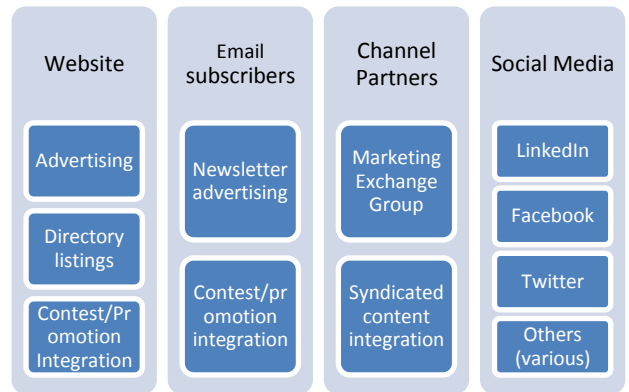 Website
Advertising
Directory
listings
Contest/Pr
omotion
Integration
Email
subscribers
Newsletter
advertising
Contest/pr
omotion
integration
Channel
Partners
Marketing
Exchange
Group
Syndicated
content
integration
Social Media
LinkedIn
Facebook
Twitter
Others
(various)